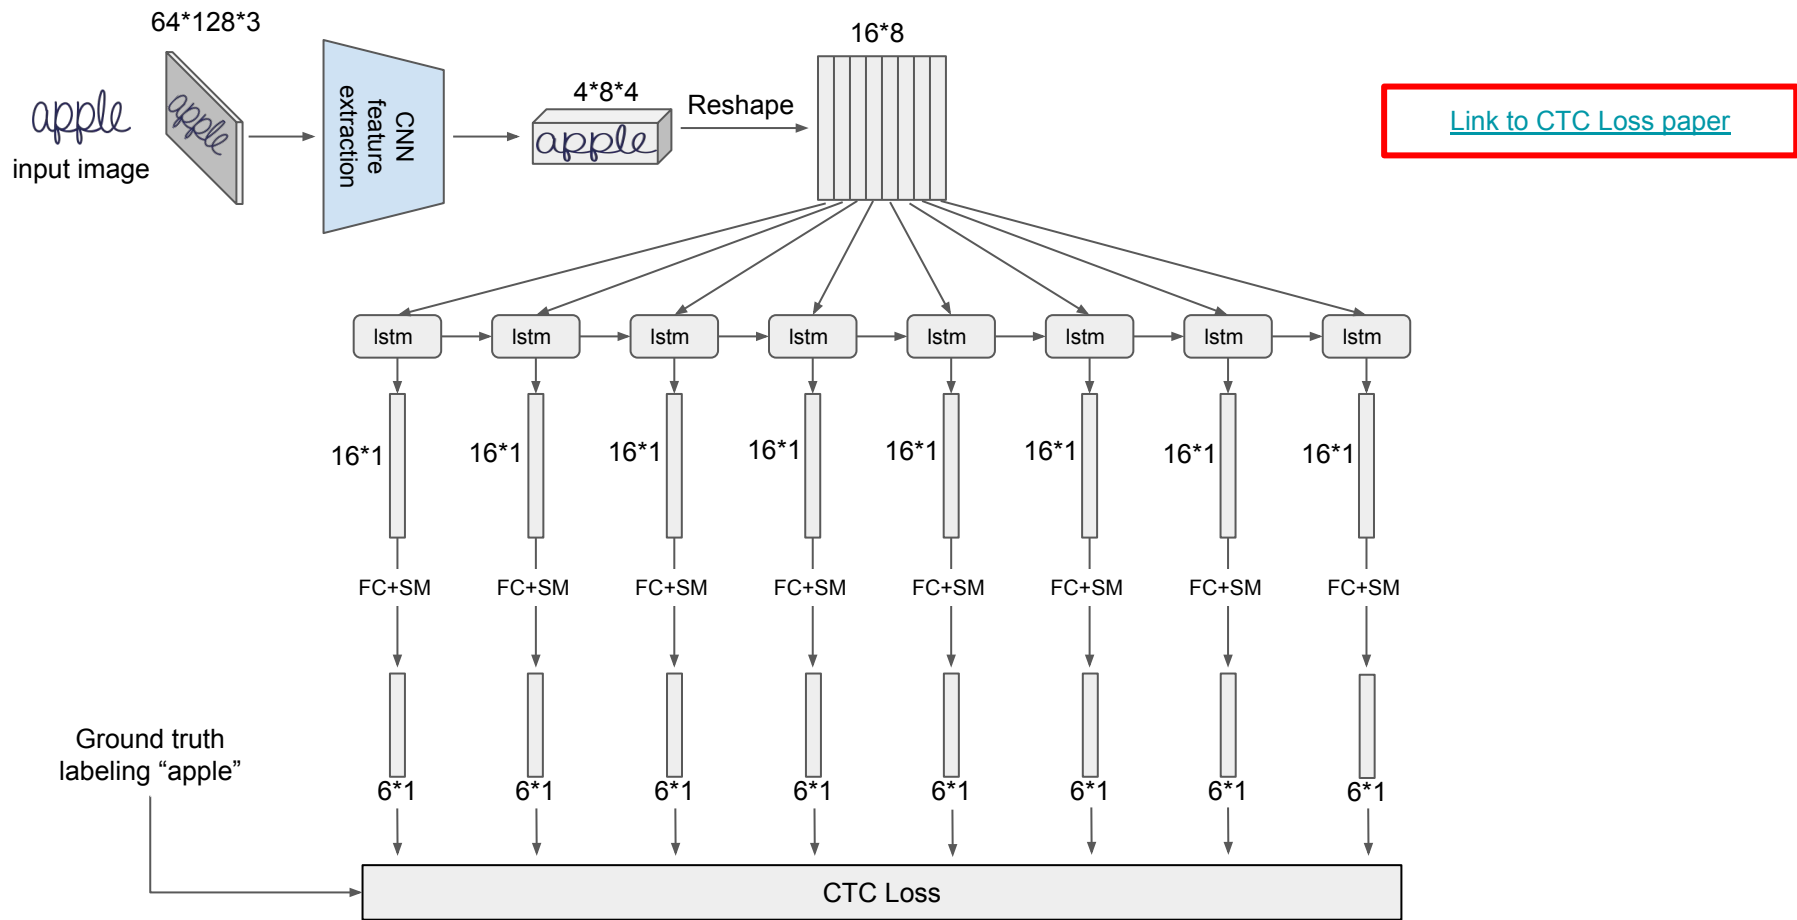 64*128*3
apple
input image
apple
CNN
feature
extraction
4*8*4
apple
Reshape
16*8
Link to CTC Loss paper
lstm lstm lstm lstm lstm lstm lstm lstm
16*1 16*1 16*1 16*1 16*1 16*1 16*1 16*1
FC+SM FC+SM FC+SM FC+SM FC+SM FC+SM FC+SM FC+SM
Ground truth
labeling “apple”
6*1 6*1 6*1 6*1 6*1 6*1 6*1 6*1
CTC Loss